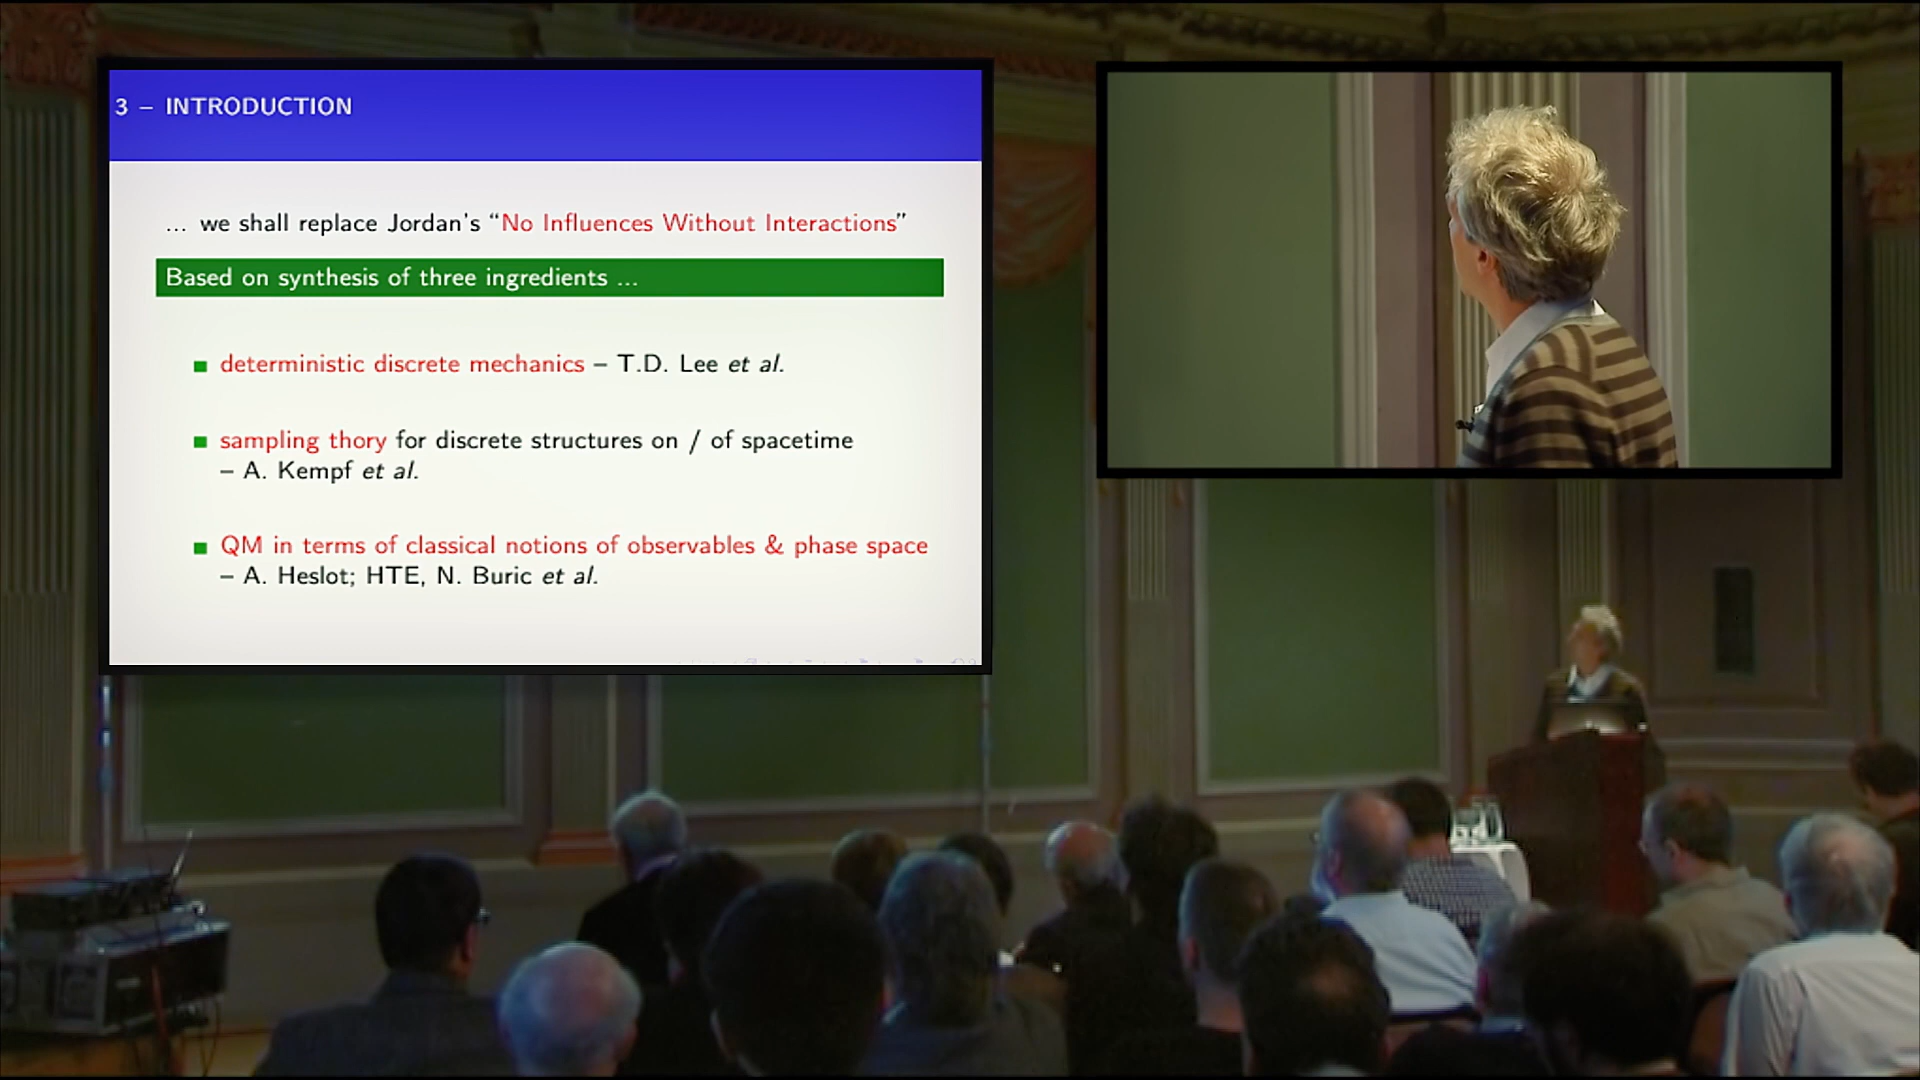 3 – INTRODUCTION
... we shall replace Jordan's “No Influences Without Interactions”
Based on synthesis of three ingredients ...
deterministic discrete mechanics – T.D. Lee et al.
sampling thory for discrete structures on / of spacetime
– A. Kempf et al.
QM in terms of classical notions of observables & phase space
– A. Heslot; HTE, N. Buric et al.